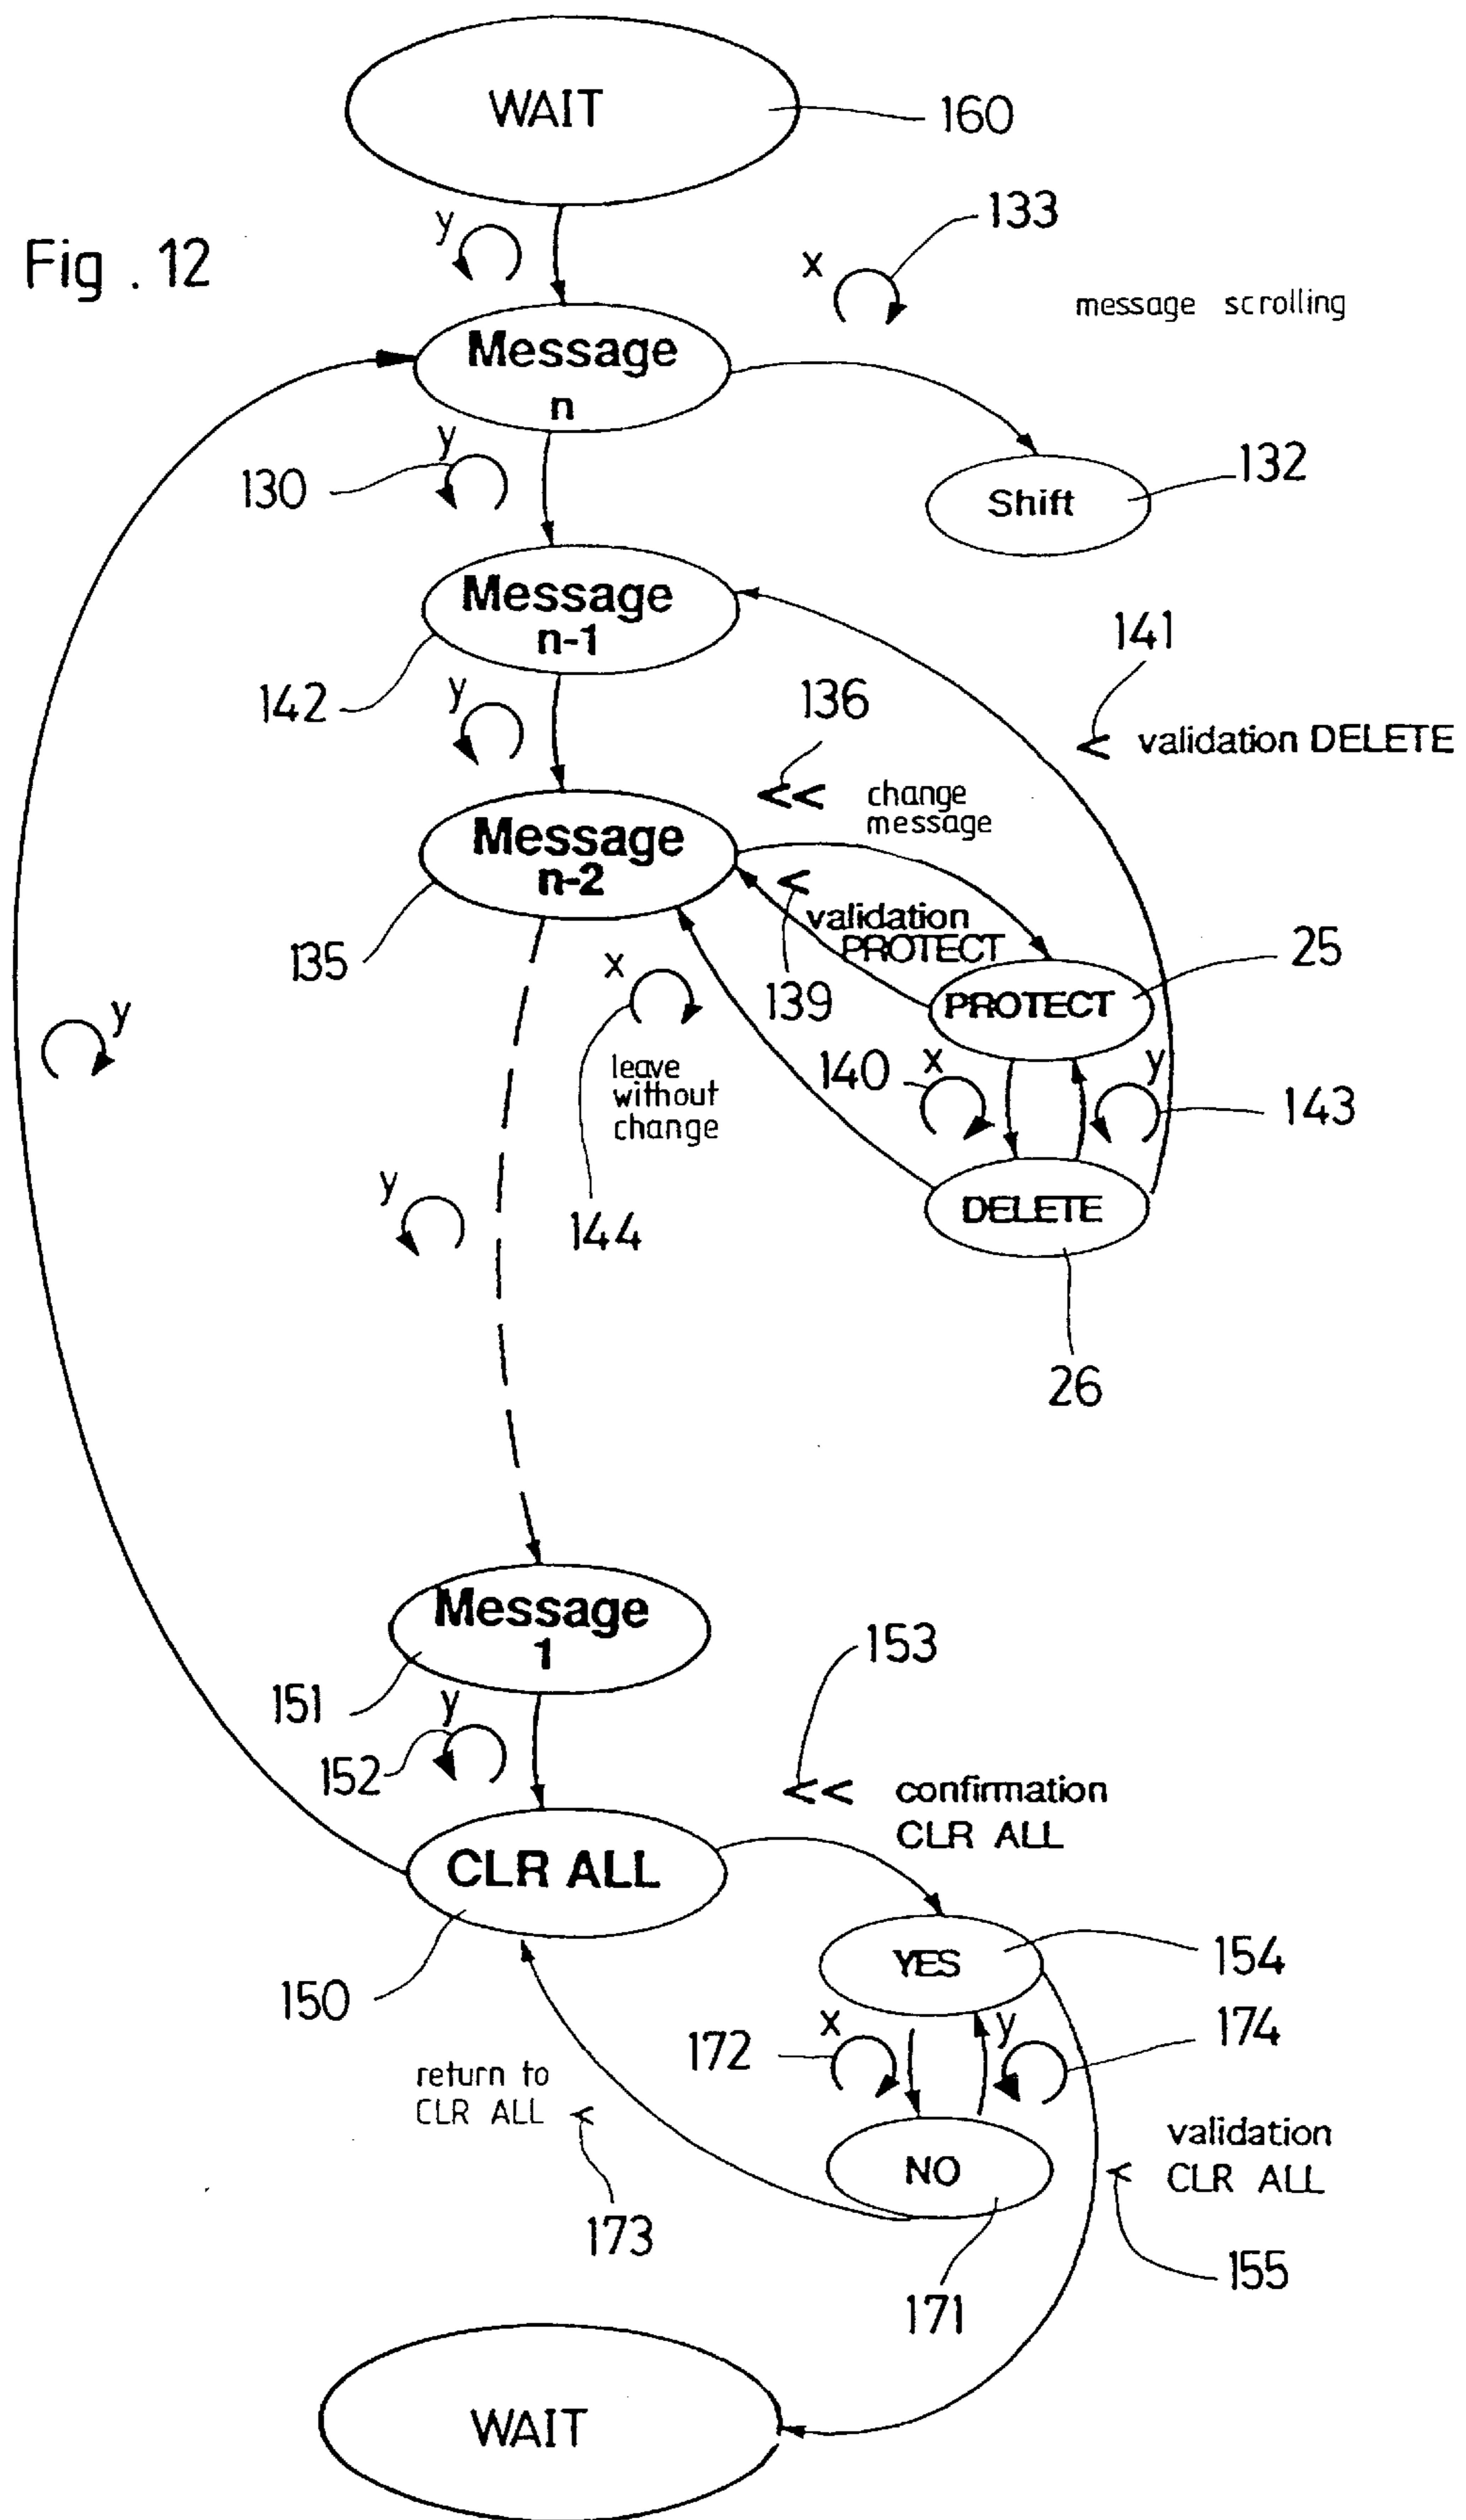 WAIT
160
Fig . 12
y
x
133
message scrolling
Message
n
y
130
Shift
132
Message
n-1
142
y
141
< validation DELETE
136
<< change
message
Message
n-2
135
<
validation
PROTECT
139
25
PROTECT
x
144
leave
without
change
140
x
y
143
DELETE
26
y
y
Message
1
151
y
152
153
<< confirmation
CLR ALL
CLR ALL
150
YES
154
x
172
y
174
return to
CLR ALL <
173
NO
171
validation
< CLR ALL
155
WAIT